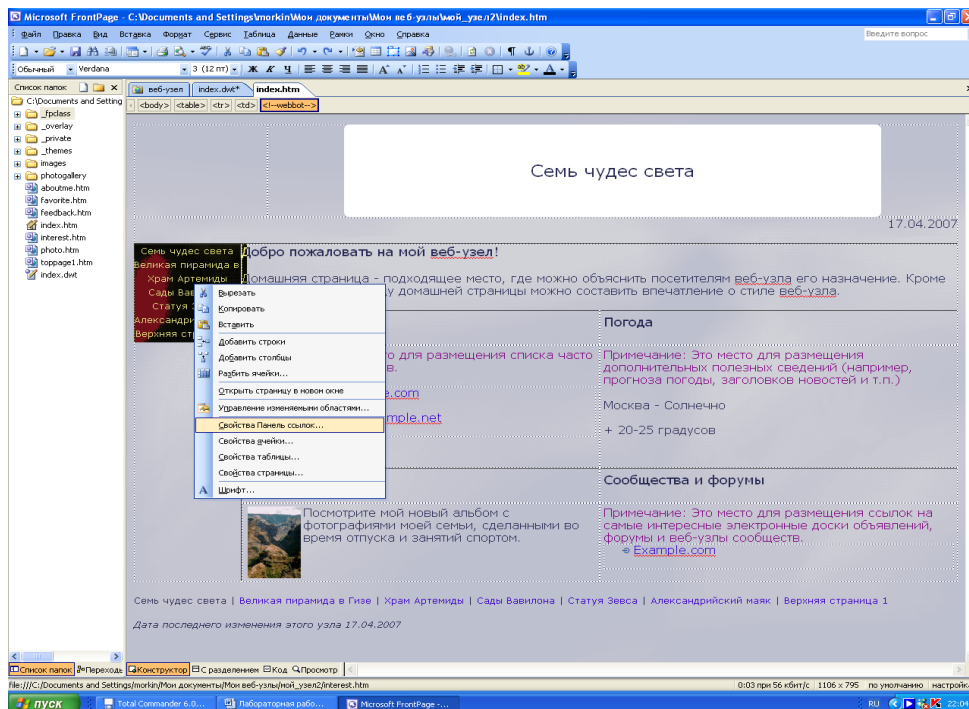 Microsoft FrontPage - C:\Documents and Settings\morkin\Мои документы\Мои веб-узлы\мой_узел2\index.htm
Файл Правка Вид Вставка Формат Сервис Таблица Данные Рамки Окно Справка
Введите вопрос
Обычный Verdana 3 (12 пт) Ж К Ч
Список папок
веб-узел index.dwt* index.htm
<body> <table> <tr> <td> <!--webbot-->
C:\Documents and Setting
_fpclass
_overlay
_private
_themes
images
photogallery
aboutme.htm
favorite.htm
feedback.htm
index.htm
interest.htm
photo.htm
toppage1.htm
index.dwt
Семь чудес света
17.04.2007
Семь чудес света
Великая пирамида в
Храм Артемиды
Сады Вав
Статуя З
Александри
Верхняя ст
Добро пожаловать на мой веб-узел!
Домашняя страница - подходящее место, где можно объяснить посетителям веб-узла его назначение. Кроме
у домашней страницы можно составить впечатление о стиле веб-узла.
Вырезать
Копировать
Вставить
Добавить строки
Добавить столбцы
Разбить ячейки...
Открыть страницу в новом окне
Управление изменяемыми областями...
Свойства Панель ссылок...
Свойства ячейки...
Свойства таблицы...
Свойства страницы...
Шрифт...
о для размещения списка часто
в.
e.com
mple.net
Погода
Примечание: Это место для размещения
дополнительных полезных сведений (например,
прогноза погоды, заголовков новостей и т.п.)
Москва - Солнечно
+ 20-25 градусов
Посмотрите мой новый альбом с
фотографиями моей семьи, сделанными во
время отпуска и занятий спортом.
Сообщества и форумы
Примечание: Это место для размещения ссылок на
самые интересные электронные доски объявлений,
форумы и веб-узлы сообществ.
Example.com
Семь чудес света | Великая пирамида в Гизе | Храм Артемиды | Сады Вавилона | Статуя Зевса | Александрийский маяк | Верхняя страница 1
Дата последнего изменения этого узла 17.04.2007
Список папок Переходы Конструктор С разделением Код Просмотр
file:///C:/Documents and Settings/morkin/Мои документы/Мои веб-узлы/мой_узел2/interest.htm
0:03 при 56 кбит/с 1106 x 795 по умолчанию настройк
пуск Total Commander 6.0... Лабораторная рабо... Microsoft FrontPage -... RU 22:04